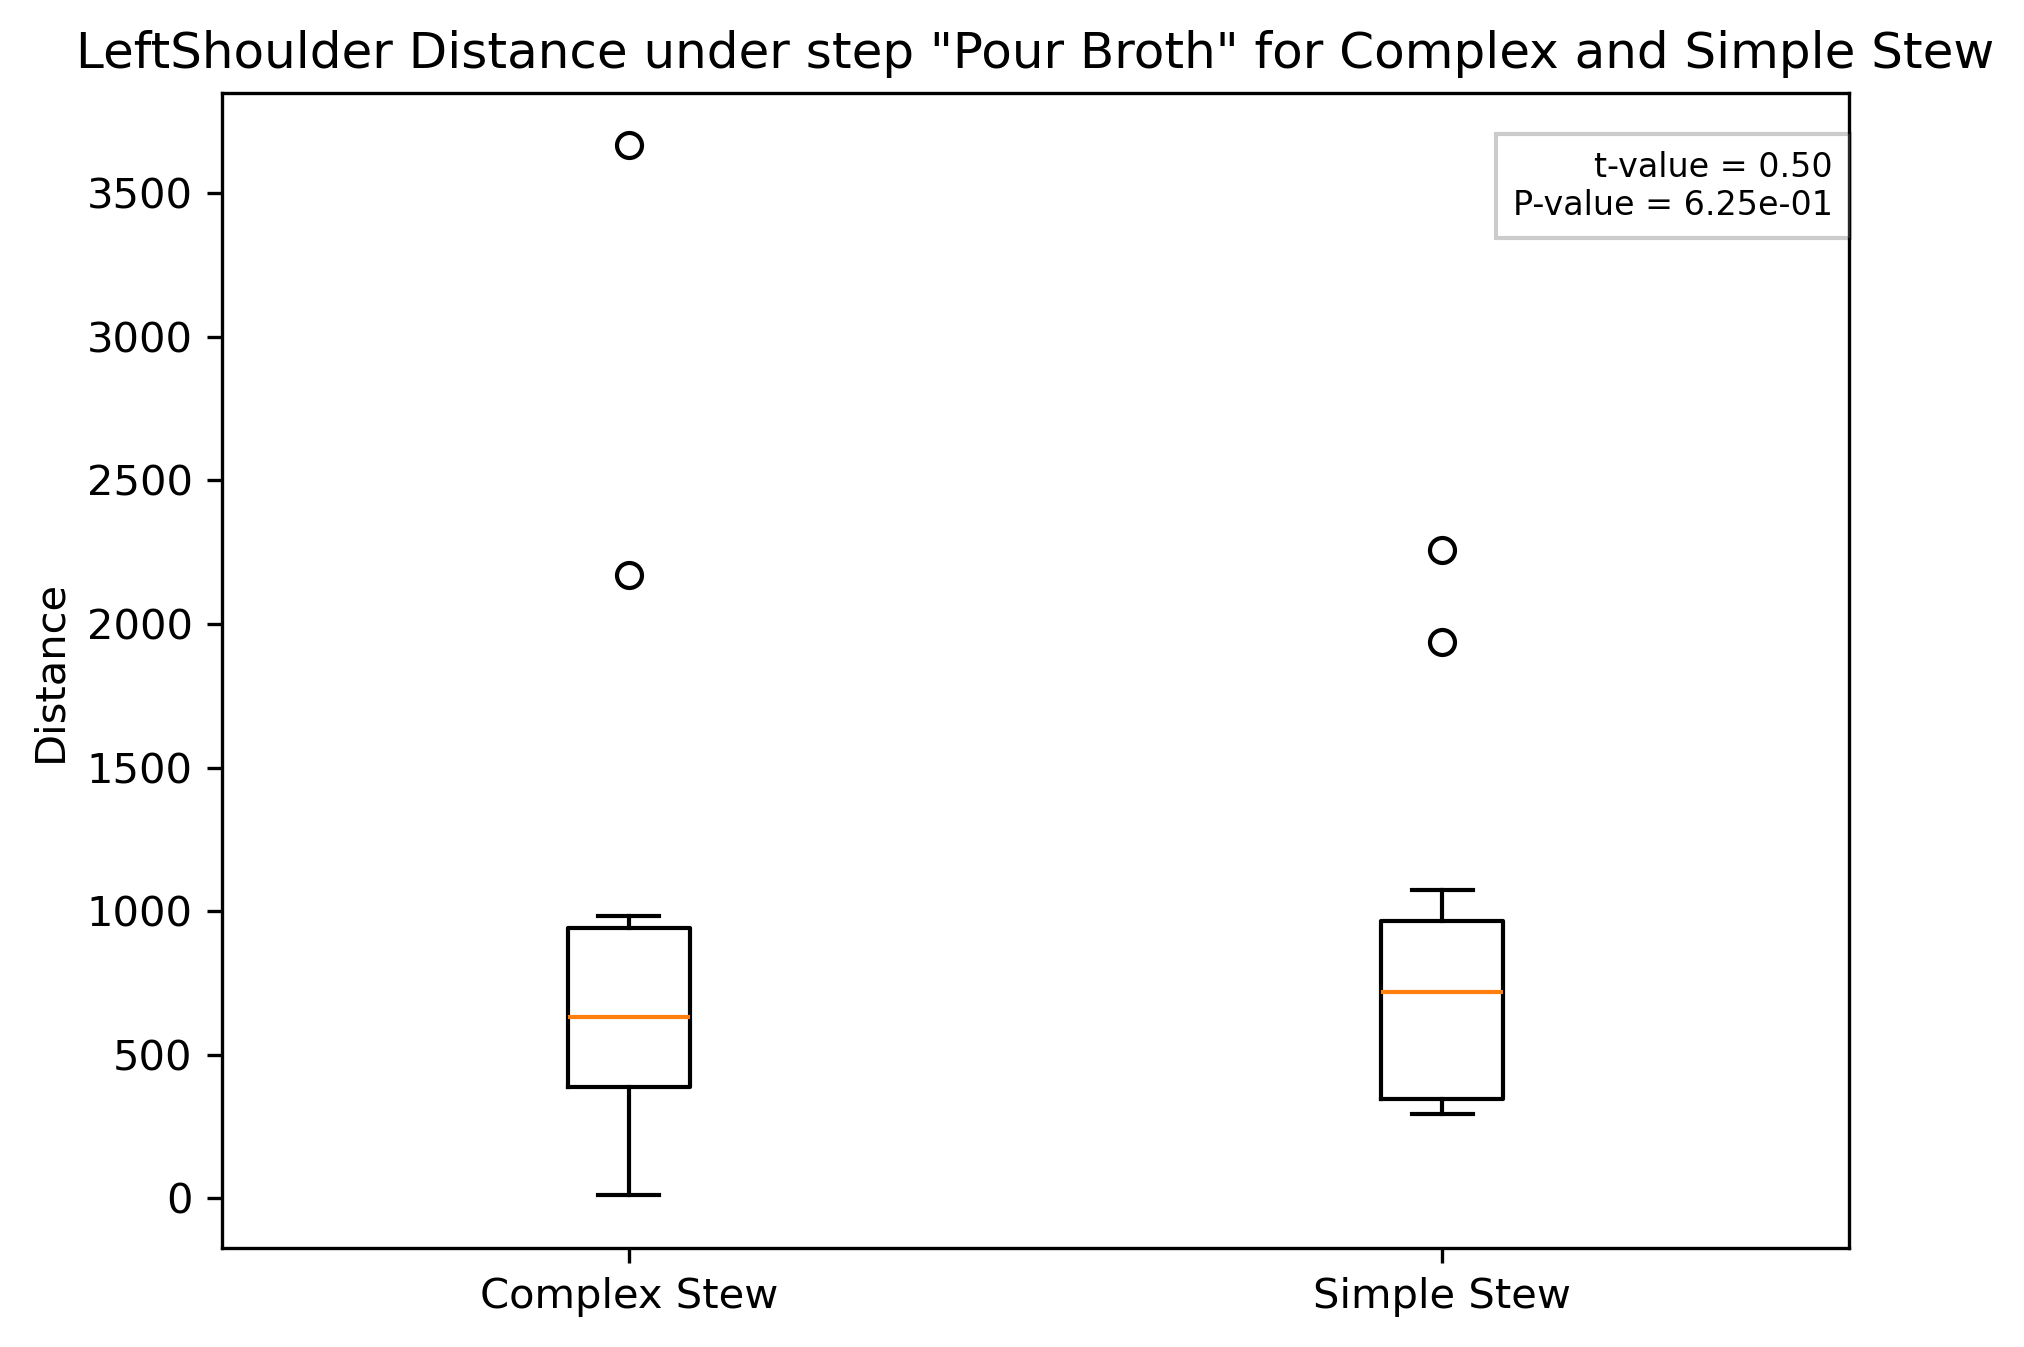 LeftShoulder Distance under step "Pour Broth" for Complex and Simple Stew
t-value = 0.50
P-value = 6.25e-01
3500
3000
2500
2000
1500
1000
500
0
Distance
Complex Stew
Simple Stew